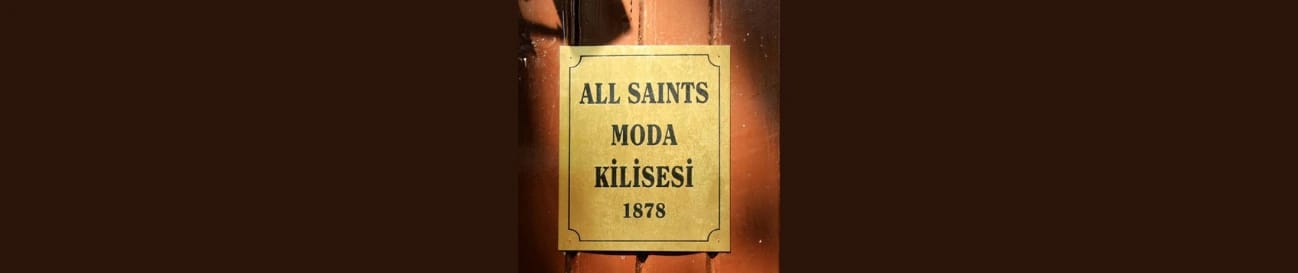 ALL SAINTS
MODA
KİLİSESİ
1878